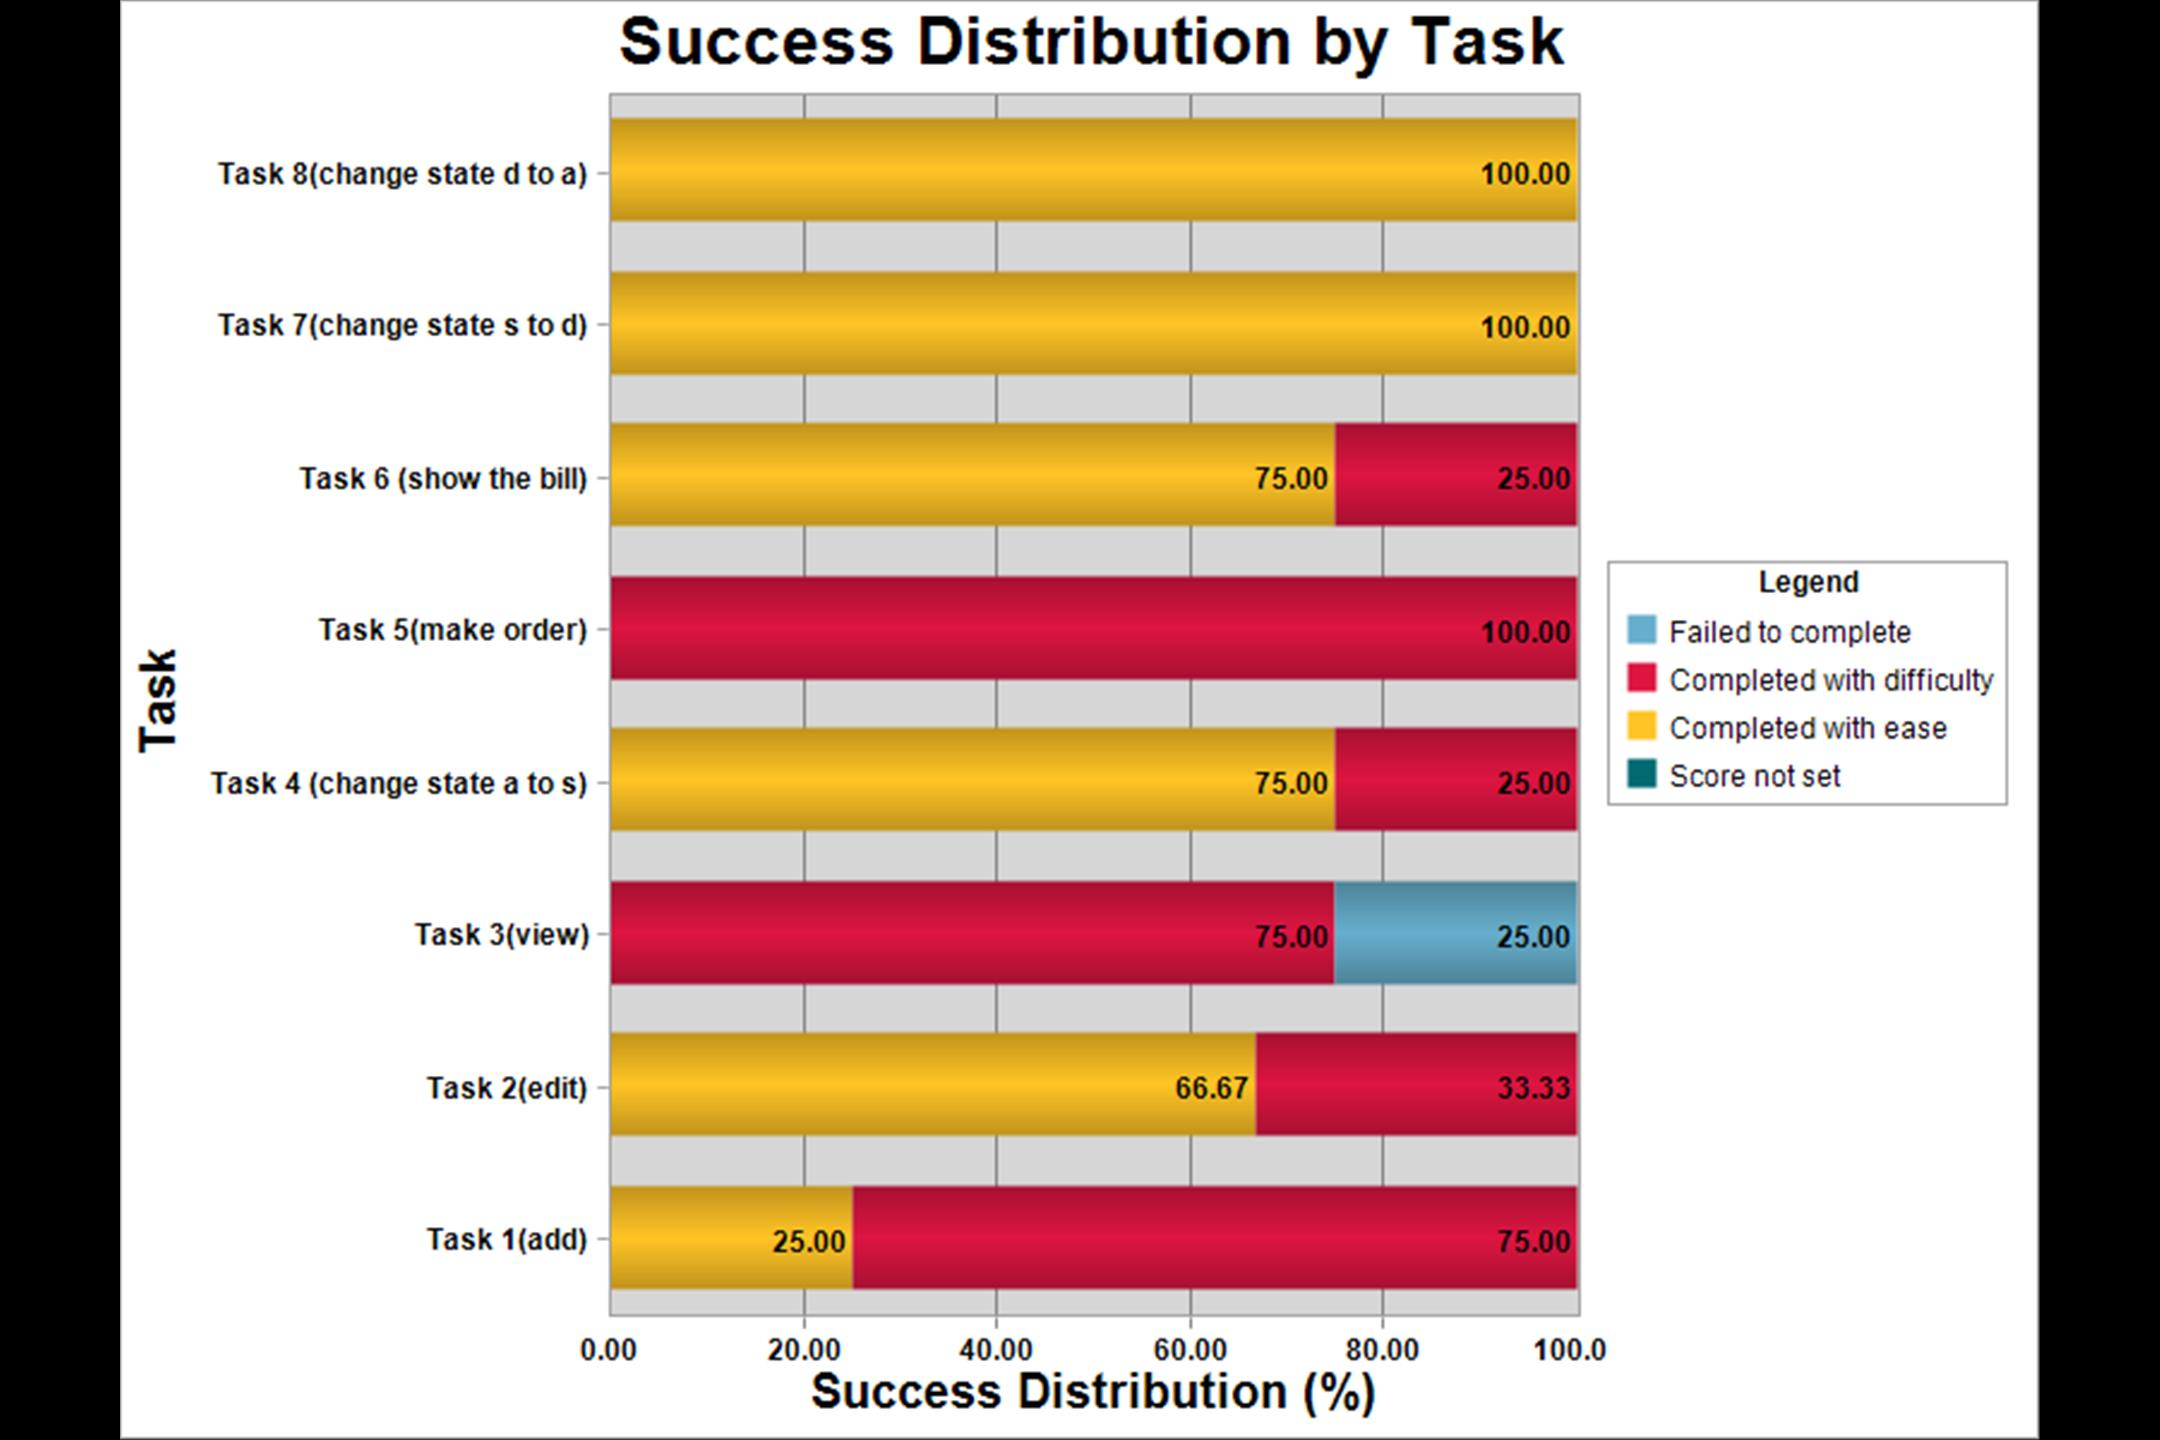 Success Distribution by Task
Task 8(change state d to a)
100.00
Task 7(change state s to d)
100.00
Task 6 (show the bill)
75.00
25.00
Task 5(make order)
100.00
Task 4 (change state a to s)
75.00
25.00
Task 3(view)
75.00
25.00
Task 2(edit)
66.67
33.33
Task 1(add)
25.00
75.00
Task
0.00
20.00
40.00
60.00
80.00
100.0
Success Distribution (%)
Legend
Failed to complete
Completed with difficulty
Completed with ease
Score not set